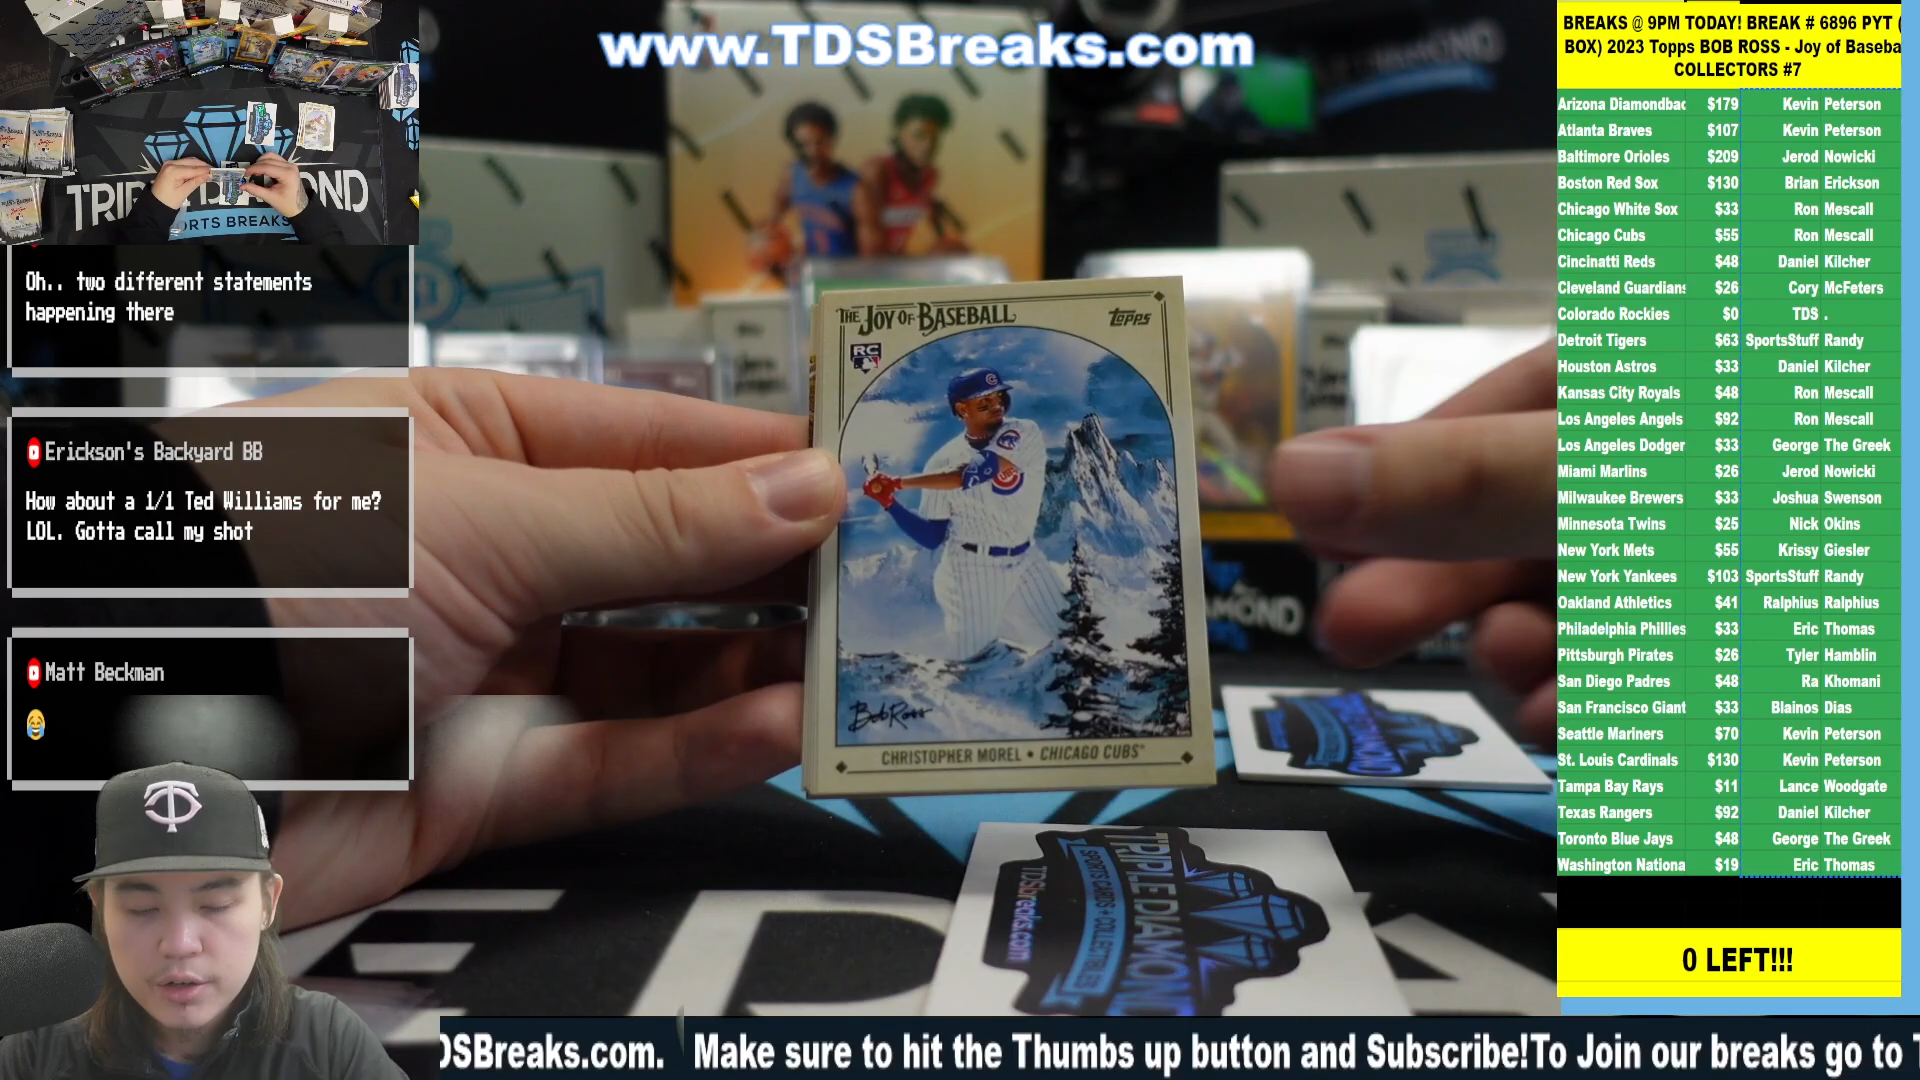 www.TDSBreaks.com
BREAKS @ 9PM TODAY! BREAK # 6896 PYT (
BOX) 2023 Topps BOB ROSS - Joy of Baseba
COLLECTORS #7
Arizona Diamondbac $179 Kevin Peterson
Atlanta Braves $107 Kevin Peterson
Baltimore Orioles $209 Jerod Nowicki
Boston Red Sox $130 Brian Erickson
Chicago White Sox $33 Ron Mescall
Chicago Cubs $55 Ron Mescall
Cincinatti Reds $48 Daniel Kilcher
Cleveland Guardians $26 Cory McFeters
Colorado Rockies $0 TDS .
Detroit Tigers $63 SportsStuff Randy
Houston Astros $33 Daniel Kilcher
Kansas City Royals $48 Ron Mescall
Los Angeles Angels $92 Ron Mescall
Los Angeles Dodger $33 George The Greek
Miami Marlins $26 Jerod Nowicki
Milwaukee Brewers $33 Joshua Swenson
Minnesota Twins $25 Nick Okins
New York Mets $55 Krissy Giesler
New York Yankees $103 SportsStuff Randy
Oakland Athletics $41 Ralphius Ralphius
Philadelphia Phillies $33 Eric Thomas
Pittsburgh Pirates $26 Tyler Hamblin
San Diego Padres $48 Ra Khomani
San Francisco Giant $33 Blainos Dias
Seattle Mariners $70 Kevin Peterson
St. Louis Cardinals $130 Kevin Peterson
Tampa Bay Rays $11 Lance Woodgate
Texas Rangers $92 Daniel Kilcher
Toronto Blue Jays $48 George The Greek
Washington Nationa $19 Eric Thomas
0 LEFT!!!
ORTS BREAKS
Oh.. two different statements
happening there
Erickson's Backyard BB
How about a 1/1 Ted Williams for me?
LOL. Gotta call my shot
Matt Beckman
😂
THE JOY OF BASEBALL
Topps
RC
Bob Ross
CHRISTOPHER MOREL • CHICAGO CUBS
TRIPLE DIAMOND
SPORTS CARDS + COLLECTIBLES
TDSbreaks.com
DSBreaks.com. Make sure to hit the Thumbs up button and Subscribe!To Join our breaks go to T